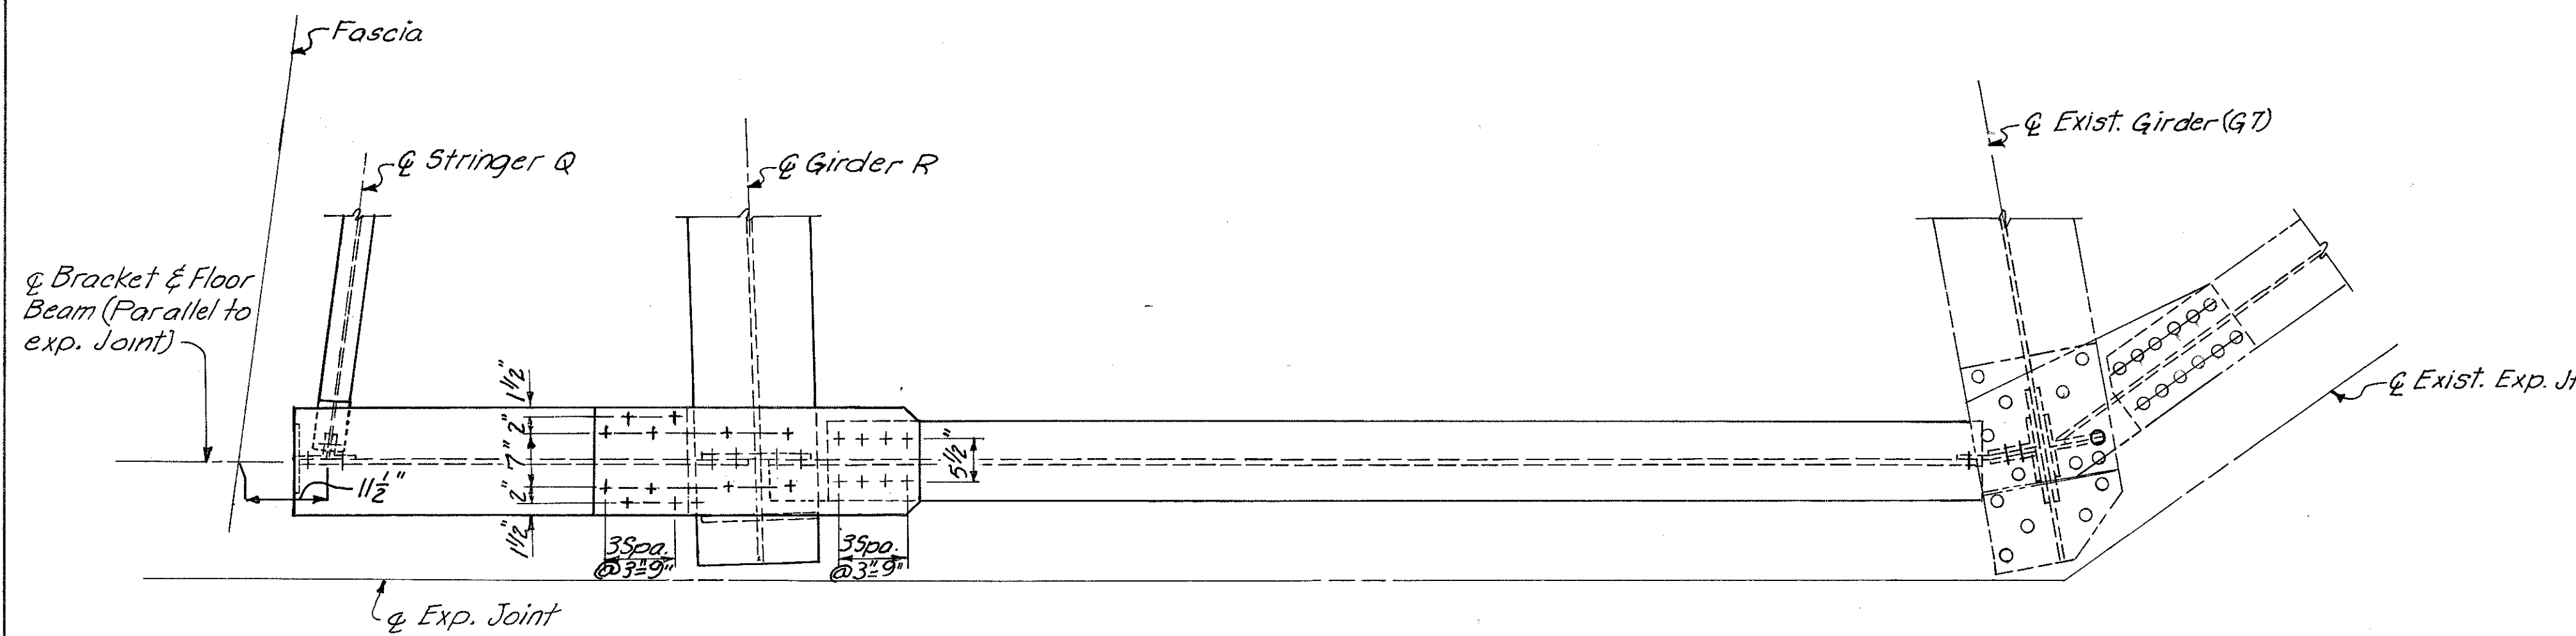 Fascia
℄ Stringer Q
℄ Girder R
℄ Exist. Girder (G7)
℄ Bracket & Floor
Beam (Parallel to
exp. Joint)
℄ Exist. Exp. Jt
1½"
2"
7"
2"
1½"
5½"
11½"
3 Spa.
@3"=9"
3 Spa.
@3"=9"
℄ Exp. Joint